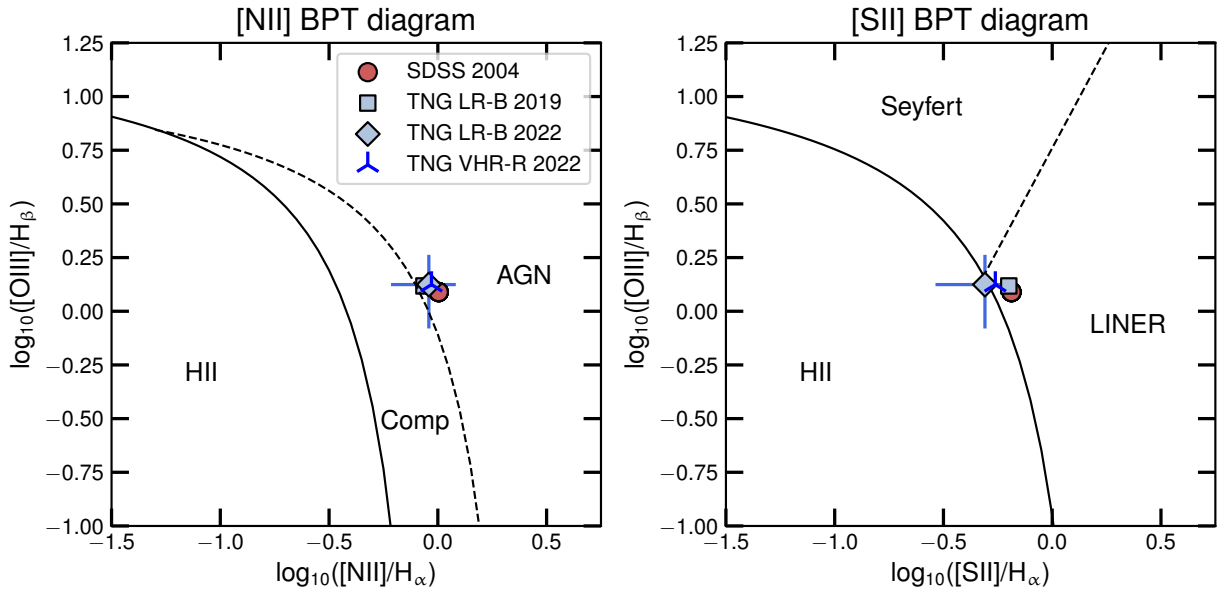 [NII] BPT diagram
1.25
1.00
0.75
0.50
0.25
0.00
−0.25
−0.50
−0.75
−1.00
log₁₀([OIII]/Hᵦ)
SDSS 2004
TNG LR-B 2019
TNG LR-B 2022
TNG VHR-R 2022
AGN
HII
Comp
−1.5 −1.0 −0.5 0.0 0.5
log₁₀([NII]/Hα)
[SII] BPT diagram
1.25
1.00
0.75
0.50
0.25
0.00
−0.25
−0.50
−0.75
−1.00
log₁₀([OIII]/Hᵦ)
Seyfert
LINER
HII
−1.5 −1.0 −0.5 0.0 0.5
log₁₀([SII]/Hα)